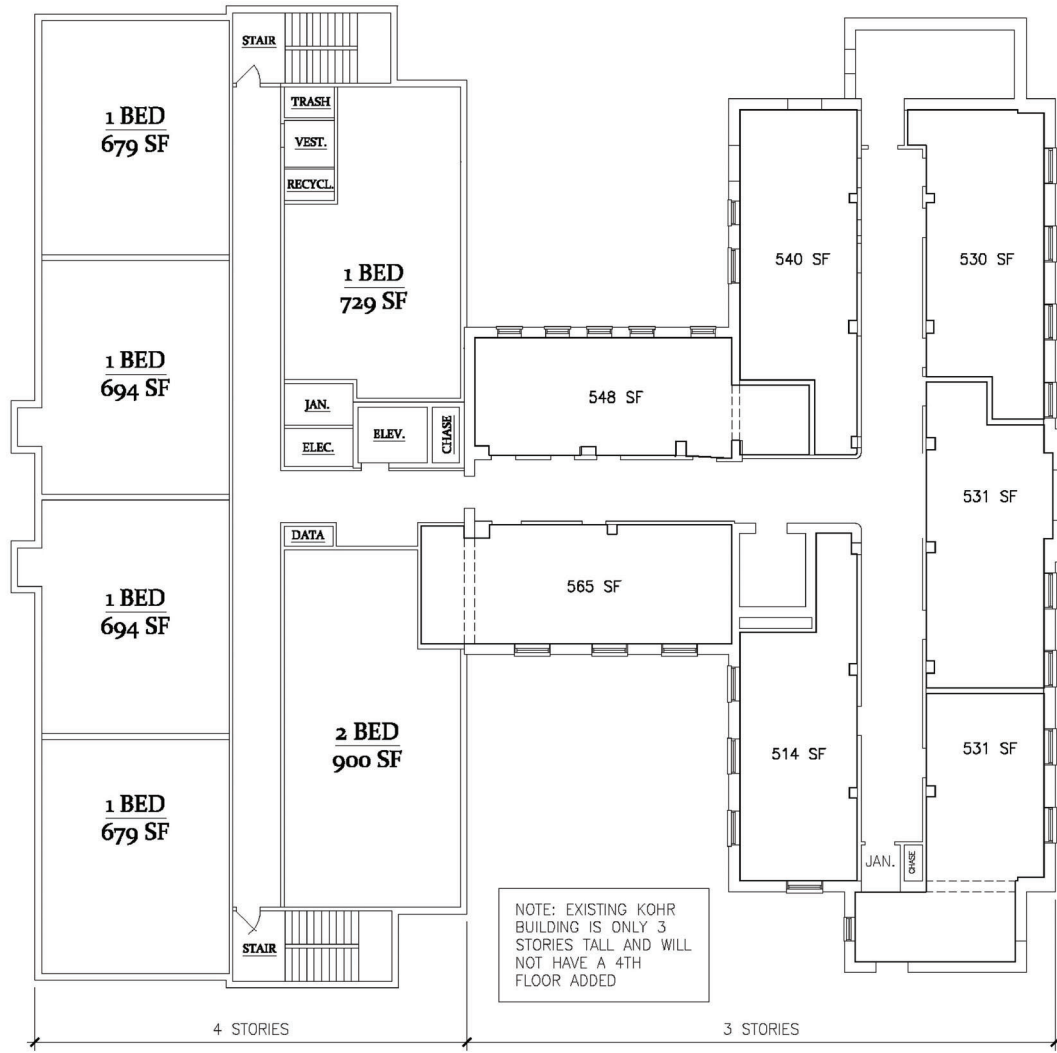 STAIR
TRASH
VEST.
RECYCL.
1 BED
679 SF
1 BED
729 SF
540 SF
530 SF
1 BED
694 SF
JAN.
ELEV.
CHASE
ELEC.
548 SF
531 SF
DATA
565 SF
1 BED
694 SF
2 BED
900 SF
514 SF
531 SF
1 BED
679 SF
JAN.
CHASE
STAIR
NOTE: EXISTING KOHR
BUILDING IS ONLY 3
STORIES TALL AND WILL
NOT HAVE A 4TH
FLOOR ADDED
4 STORIES
3 STORIES